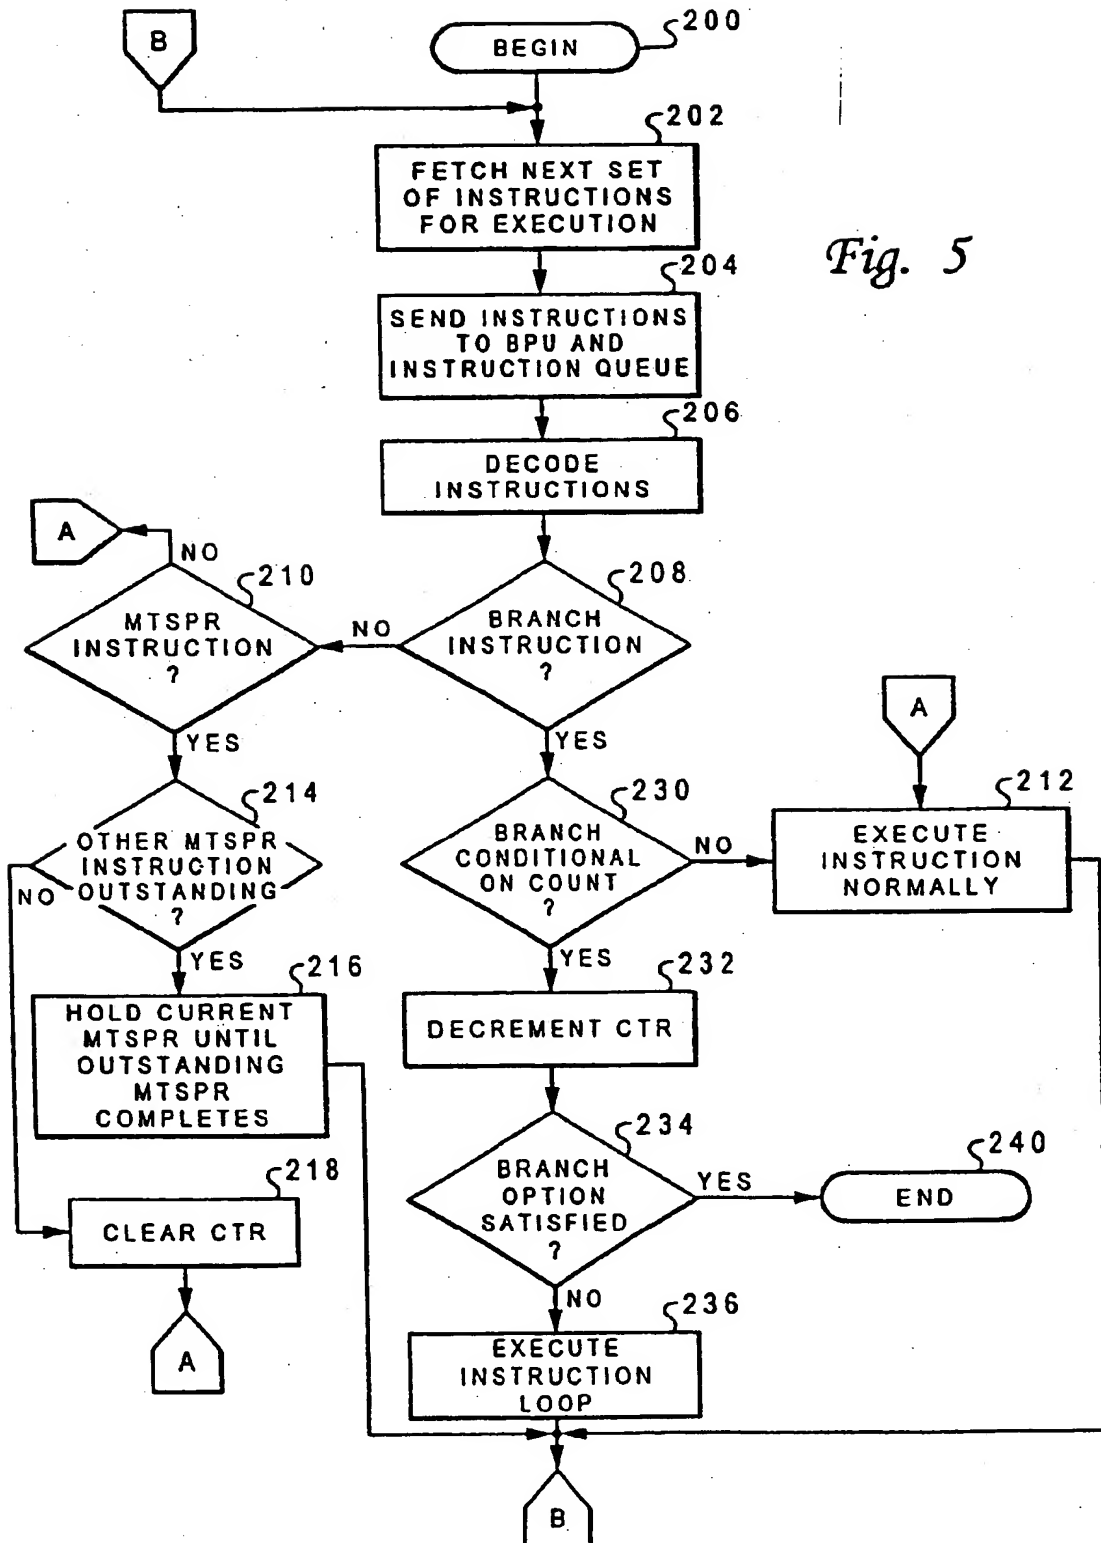 B
BEGIN
200
202
FETCH NEXT SET
OF INSTRUCTIONS
FOR EXECUTION
Fig. 5
204
SEND INSTRUCTIONS
TO BPU AND
INSTRUCTION QUEUE
206
DECODE
INSTRUCTIONS
A
NO
210
MTSPR
INSTRUCTION
?
NO
208
BRANCH
INSTRUCTION
?
YES
YES
A
214
OTHER MTSPR
INSTRUCTION
OUTSTANDING
?
NO
230
BRANCH
CONDITIONAL
ON COUNT
?
NO
212
EXECUTE
INSTRUCTION
NORMALLY
YES
YES
216
HOLD CURRENT
MTSPR UNTIL
OUTSTANDING
MTSPR
COMPLETES
232
DECREMENT CTR
234
BRANCH
OPTION
SATISFIED
?
YES
240
END
218
CLEAR CTR
NO
A
236
EXECUTE
INSTRUCTION
LOOP
B